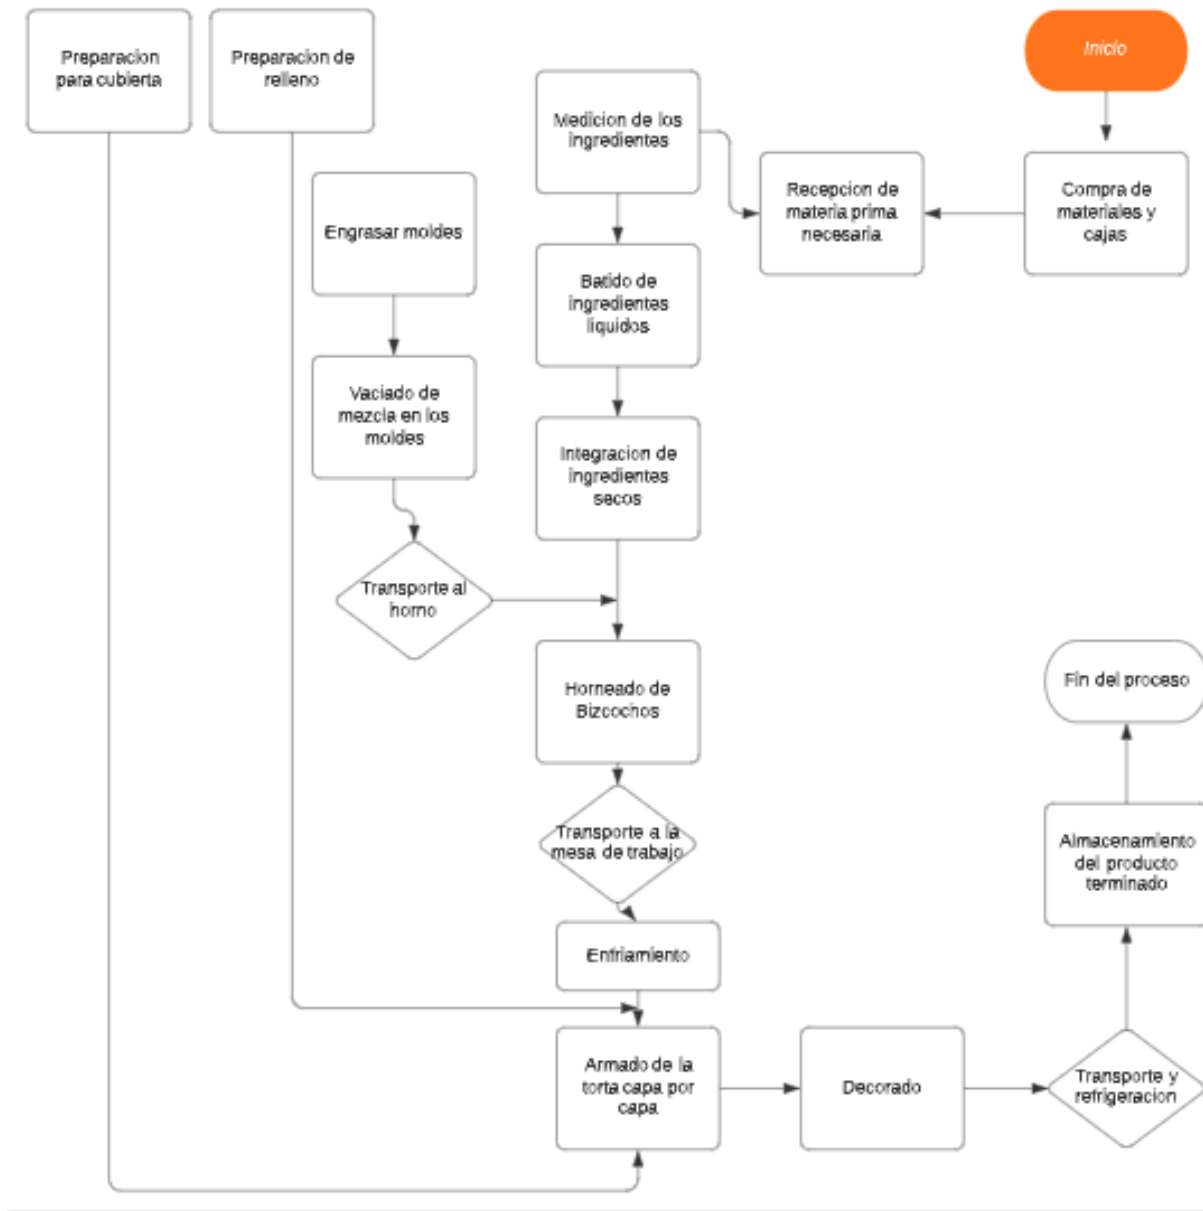 Preparacion
para cubierta
Preparacion de
relleno
Inicio
Medicion de los
ingredientes
Recepcion de
materia prima
necesaria
Compra de
materiales y
cajas
Engrasar moldes
Batido de
ingredientes
liquidos
Vaciado de
mezcla en los
moldes
Integracion de
ingredientes
secos
Transporte al
horno
Horneado de
Bizcochos
Fin del proceso
Transporte a la
mesa de trabajo
Almacenamiento
del producto
terminado
Enfriamiento
Armado de la
torta capa por
capa
Decorado
Transporte y
refrigeracion